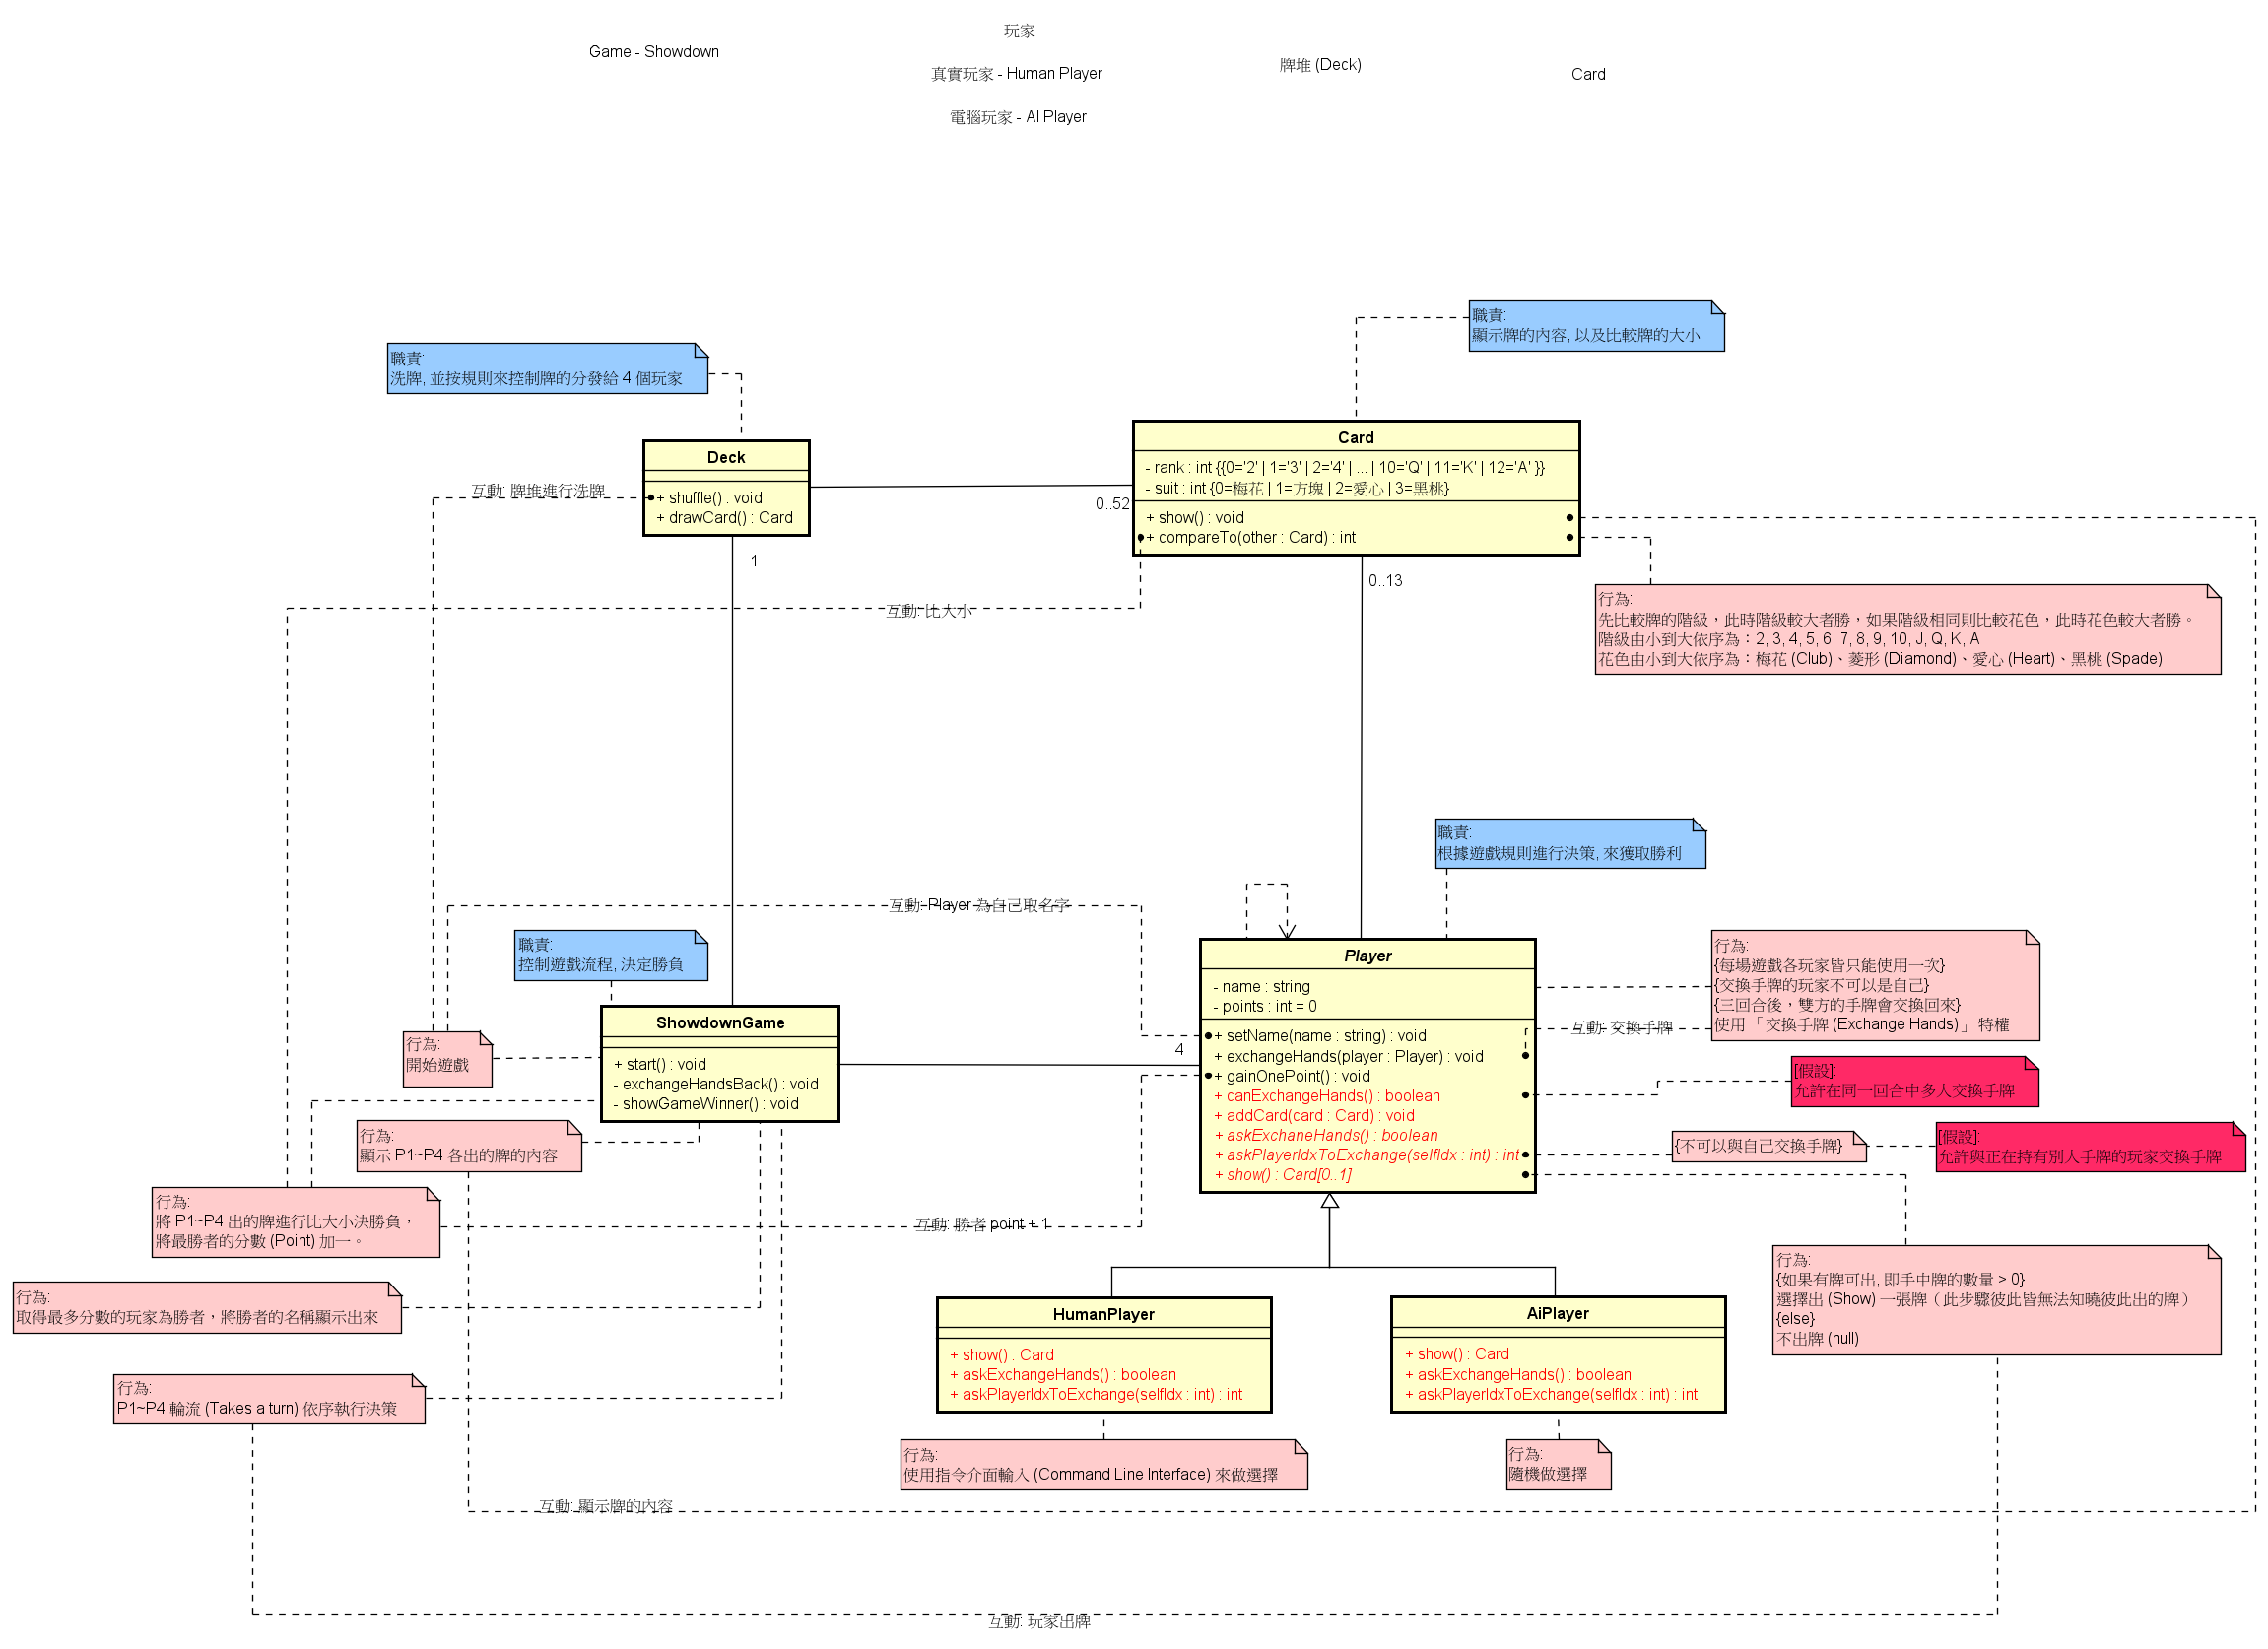 玩家
Game - Showdown
真實玩家 - Human Player
牌堆 (Deck)
Card
電腦玩家 - AI Player
職責:
顯示牌的內容, 以及比較牌的大小
職責:
洗牌, 並按規則來控制牌的分發給 4 個玩家
Deck
+ shuffle() : void
+ drawCard() : Card
互動: 牌堆進行洗牌
Card
- rank : int {{0='2' | 1='3' | 2='4' | ... | 10='Q' | 11='K' | 12='A' }}
- suit : int {0=梅花 | 1=方塊 | 2=愛心 | 3=黑桃}
+ show() : void
+ compareTo(other : Card) : int
0..52
1
0..13
互動: 比大小
行為:
先比較牌的階級，此時階級較大者勝，如果階級相同則比較花色，此時花色較大者勝。
階級由小到大依序為：2, 3, 4, 5, 6, 7, 8, 9, 10, J, Q, K, A
花色由小到大依序為：梅花 (Club)、菱形 (Diamond)、愛心 (Heart)、黑桃 (Spade)
職責:
根據遊戲規則進行決策, 來獲取勝利
互動: Player 為自己取名字
職責:
控制遊戲流程, 決定勝負
ShowdownGame
+ start() : void
- exchangeHandsBack() : void
- showGameWinner() : void
行為:
開始遊戲
4
Player
- name : string
- points : int = 0
+ setName(name : string) : void
+ exchangeHands(player : Player) : void
+ gainOnePoint() : void
+ canExchangeHands() : boolean
+ addCard(card : Card) : void
+ askExchaneHands() : boolean
+ askPlayerIdxToExchange(selfIdx : int) : int
+ show() : Card[0..1]
行為:
{每場遊戲各玩家皆只能使用一次}
{交換手牌的玩家不可以是自己}
{三回合後，雙方的手牌會交換回來}
使用「交換手牌 (Exchange Hands)」特權
互動: 交換手牌
[假設]:
允許在同一回合中多人交換手牌
{不可以與自己交換手牌}
[假設]:
允許與正在持有別人手牌的玩家交換手牌
行為:
顯示 P1~P4 各出的牌的內容
行為:
將 P1~P4 出的牌進行比大小決勝負，
將最勝者的分數 (Point) 加一。
互動: 勝者 point + 1
行為:
取得最多分數的玩家為勝者，將勝者的名稱顯示出來
行為:
P1~P4 輪流 (Takes a turn) 依序執行決策
行為:
{如果有牌可出, 即手中牌的數量 > 0}
選擇出 (Show) 一張牌（此步驟彼此皆無法知曉彼此出的牌）
{else}
不出牌 (null)
HumanPlayer
+ show() : Card
+ askExchangeHands() : boolean
+ askPlayerIdxToExchange(selfIdx : int) : int
AiPlayer
+ show() : Card
+ askExchangeHands() : boolean
+ askPlayerIdxToExchange(selfIdx : int) : int
行為:
使用指令介面輸入 (Command Line Interface) 來做選擇
行為:
隨機做選擇
互動: 顯示牌的內容
互動: 玩家出牌